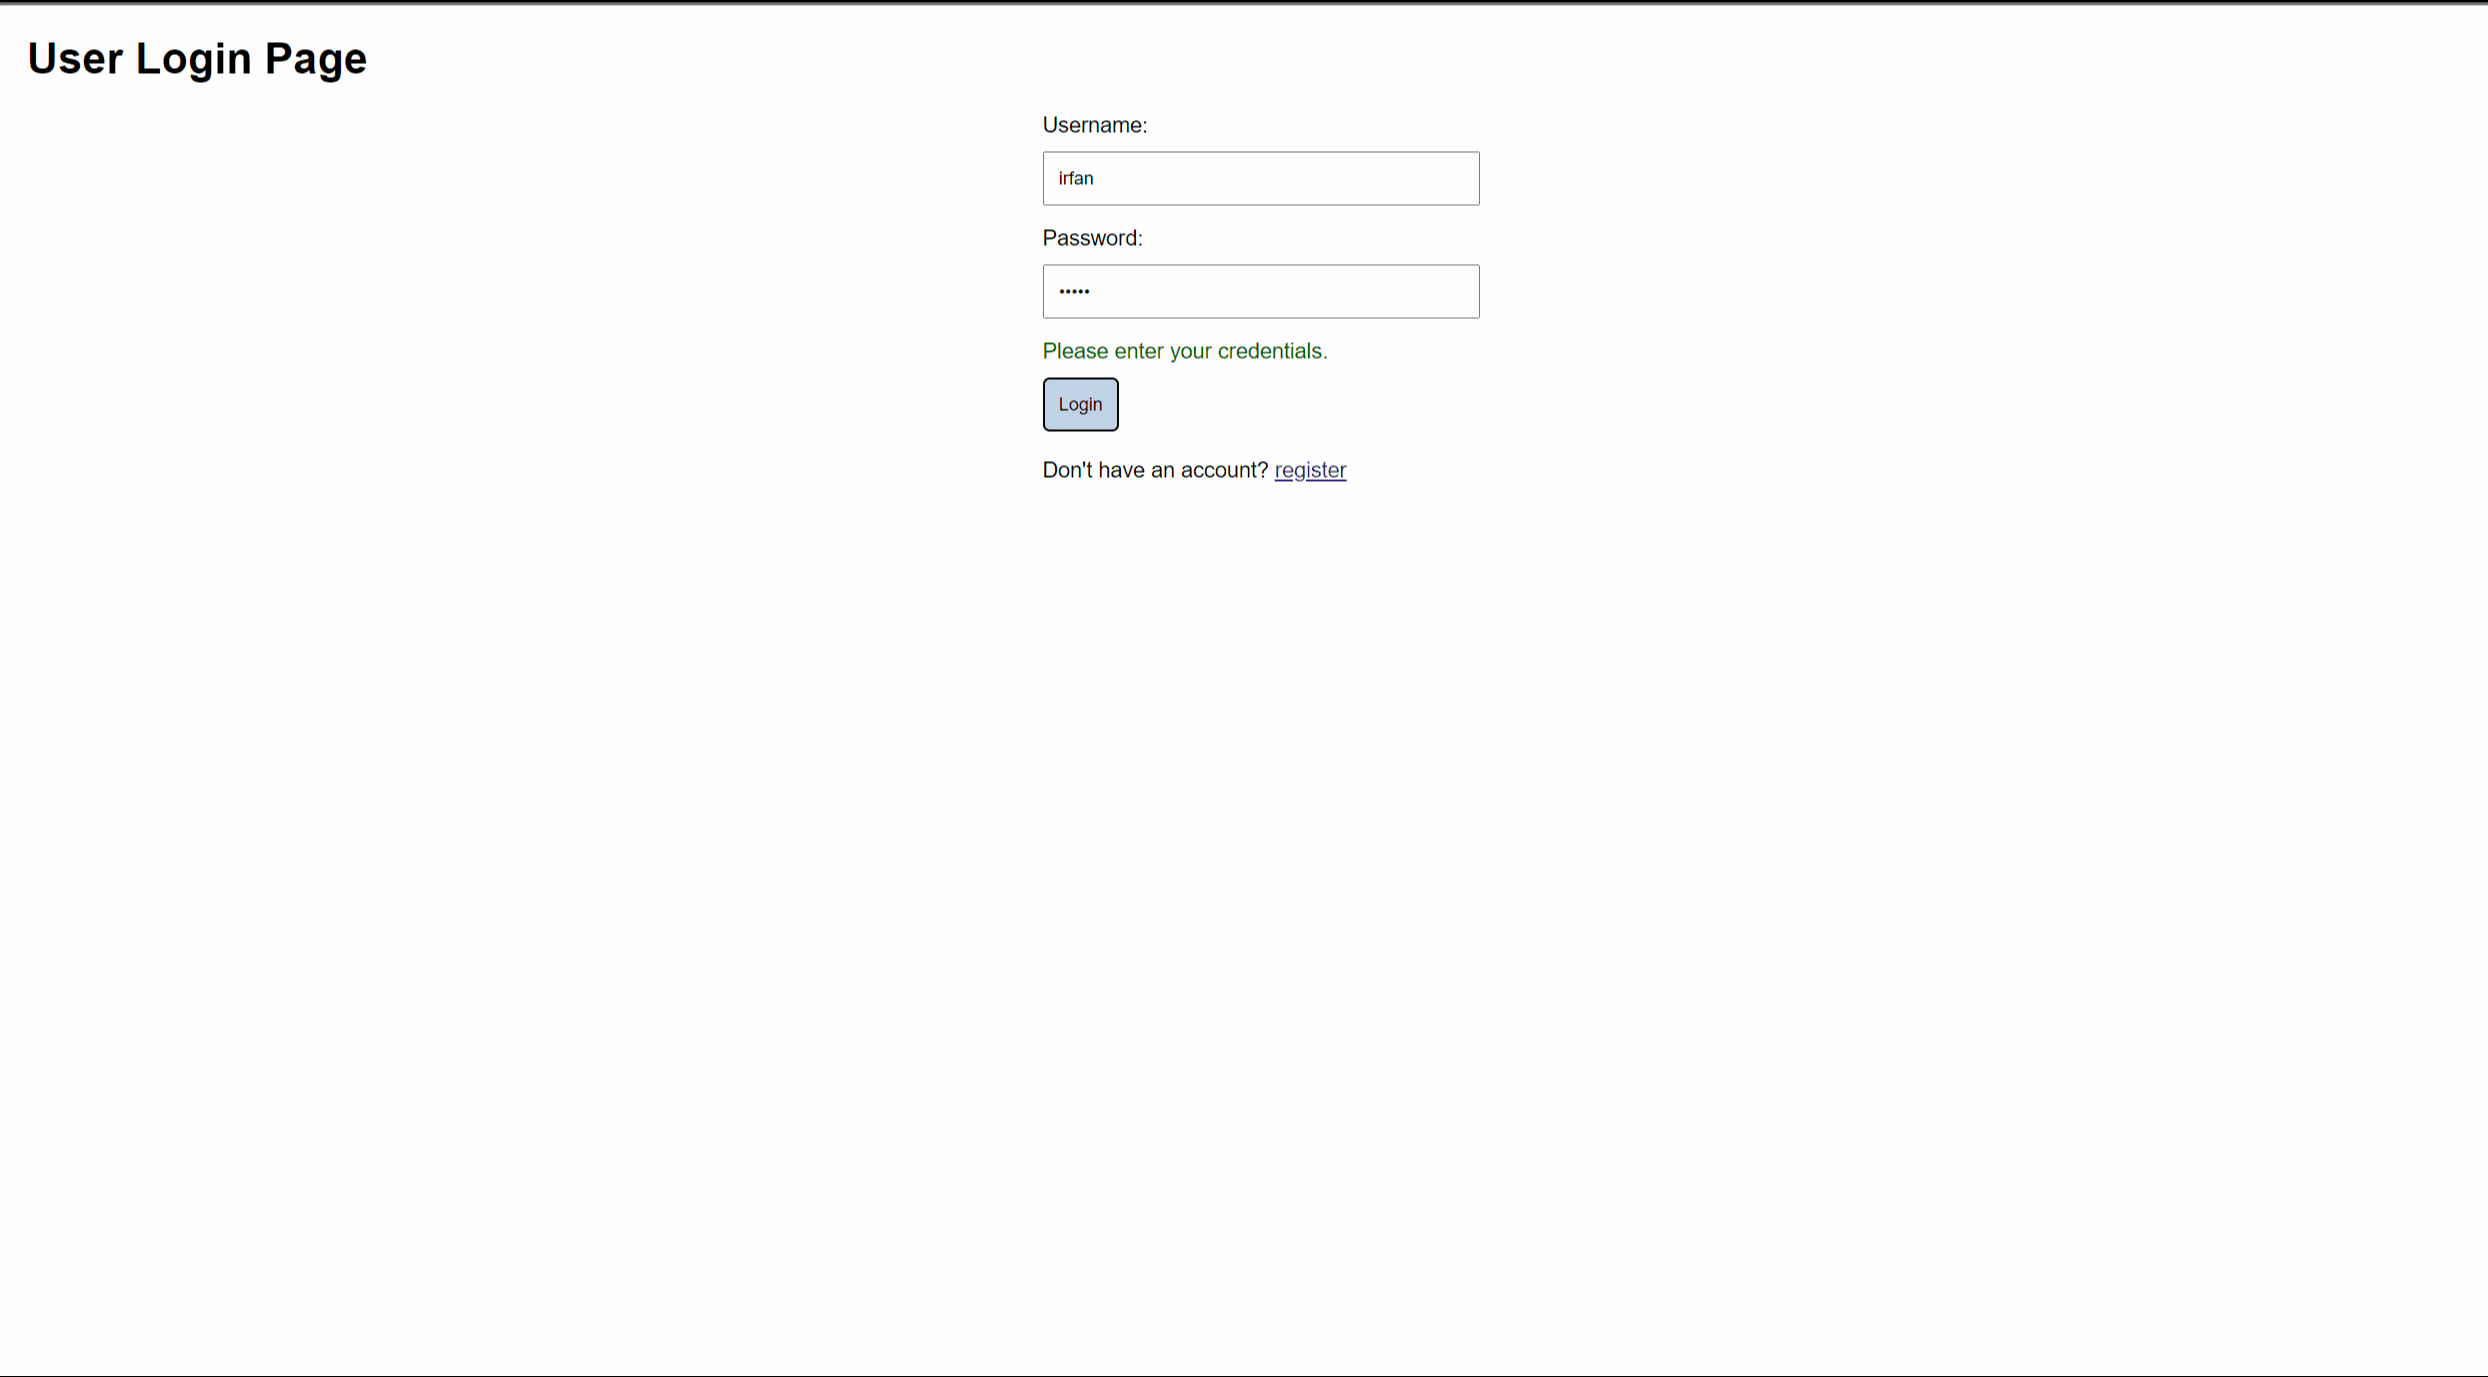 User Login Page
Username:
irfan
Password:
•••••
Please enter your credentials.
Login
Don't have an account? register